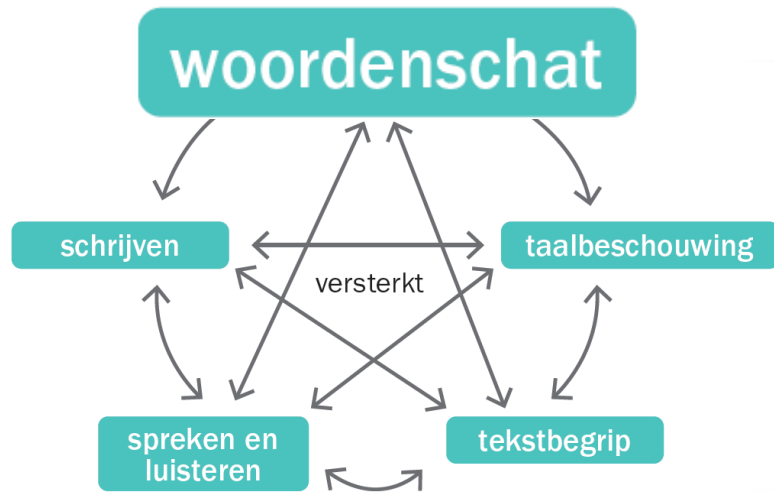 woordenschat
schrijven
taalbeschouwing
versterkt
spreken en
luisteren
tekstbegrip